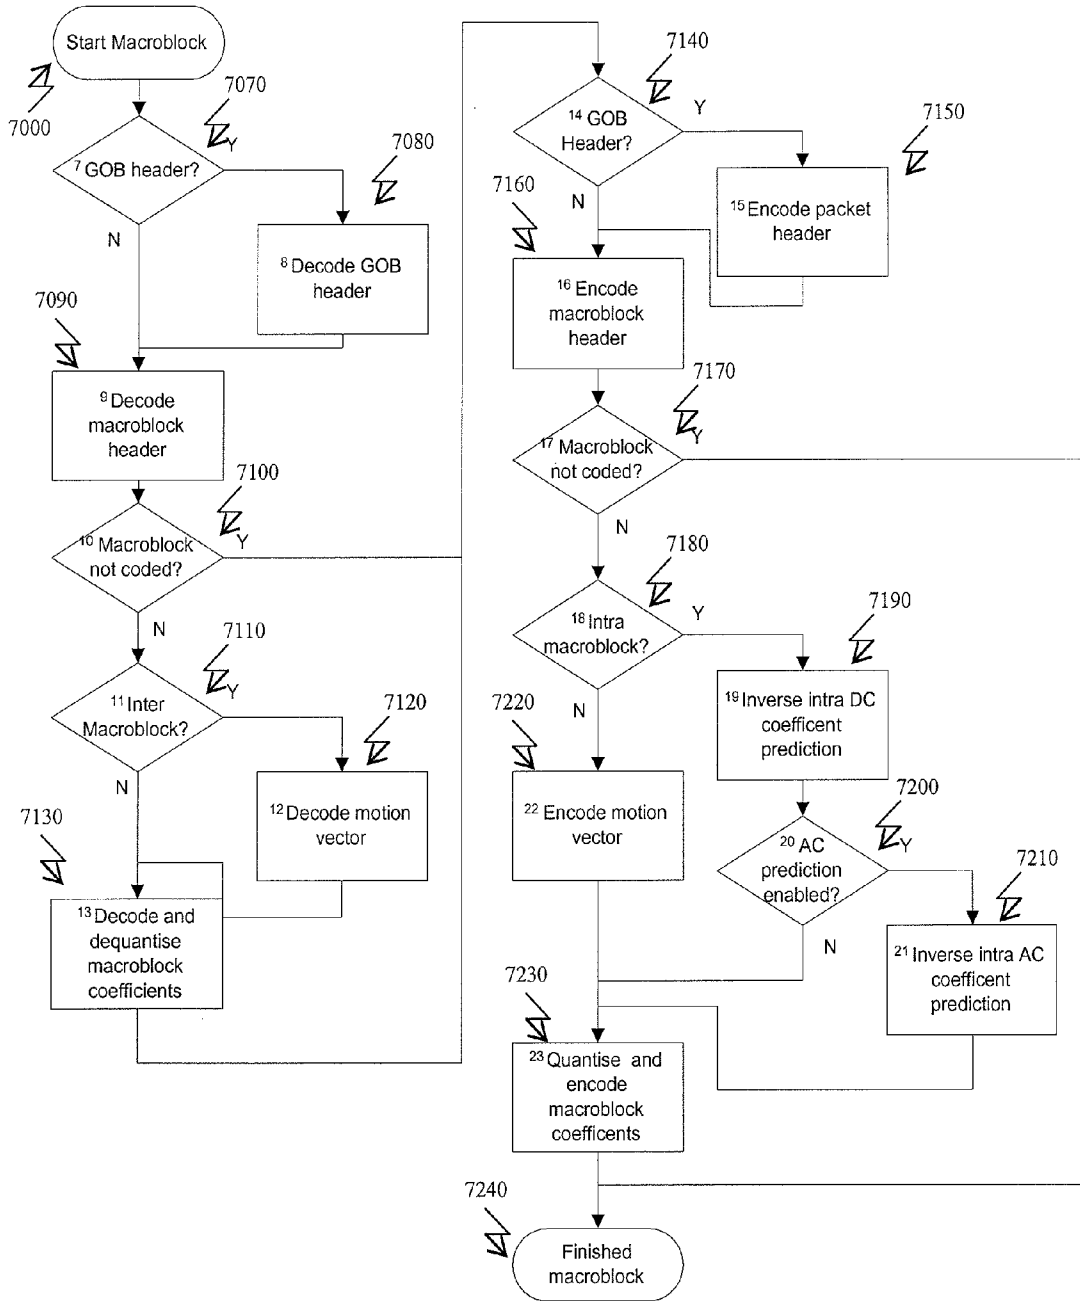 Start Macroblock
7000
7070
Y
7 GOB header?
N
7080
8 Decode GOB
header
7090
9 Decode
macroblock
header
7100
Y
10 Macroblock
not coded?
N
7110
Y
11 Inter
Macroblock?
N
7120
12 Decode motion
vector
7130
13 Decode and
dequantise
macroblock
coefficients
7140
Y
14 GOB
Header?
N
7150
15 Encode packet
header
7160
16 Encode
macroblock
header
7170
Y
17 Macroblock
not coded?
N
7180
Y
18 Intra
macroblock?
N
7190
19 Inverse intra DC
coefficent
prediction
7200
Y
20 AC
prediction
enabled?
N
7210
21 Inverse intra AC
coefficent
prediction
7220
22 Encode motion
vector
7230
23 Quantise and
encode
macroblock
coefficents
7240
Finished
macroblock